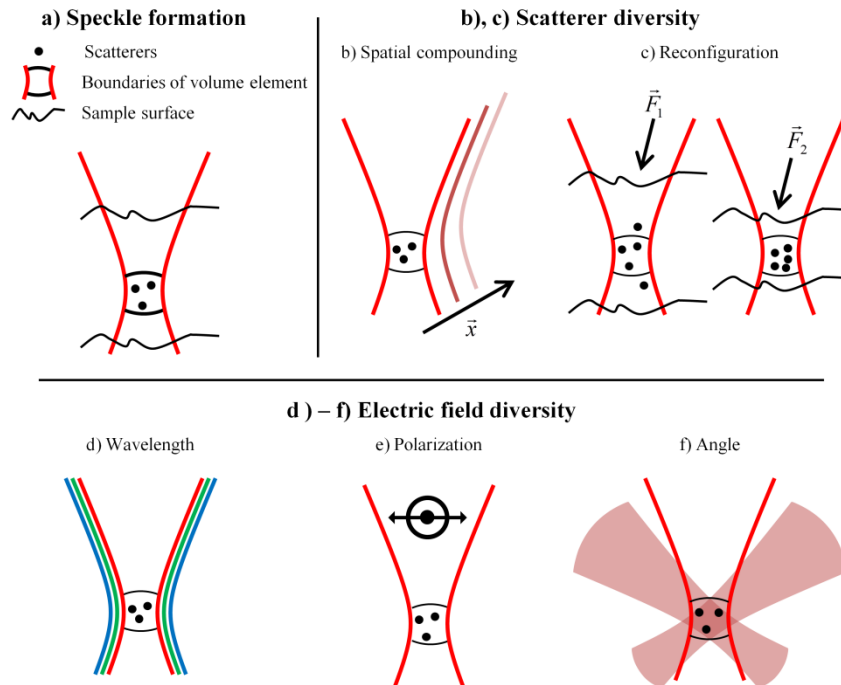 a) Speckle formation
Scatterers
Boundaries of volume element
Sample surface
b), c) Scatterer diversity
b) Spatial compounding
c) Reconfiguration
x⃗
F⃗₁
F⃗₂
d ) – f) Electric field diversity
d) Wavelength
e) Polarization
f) Angle